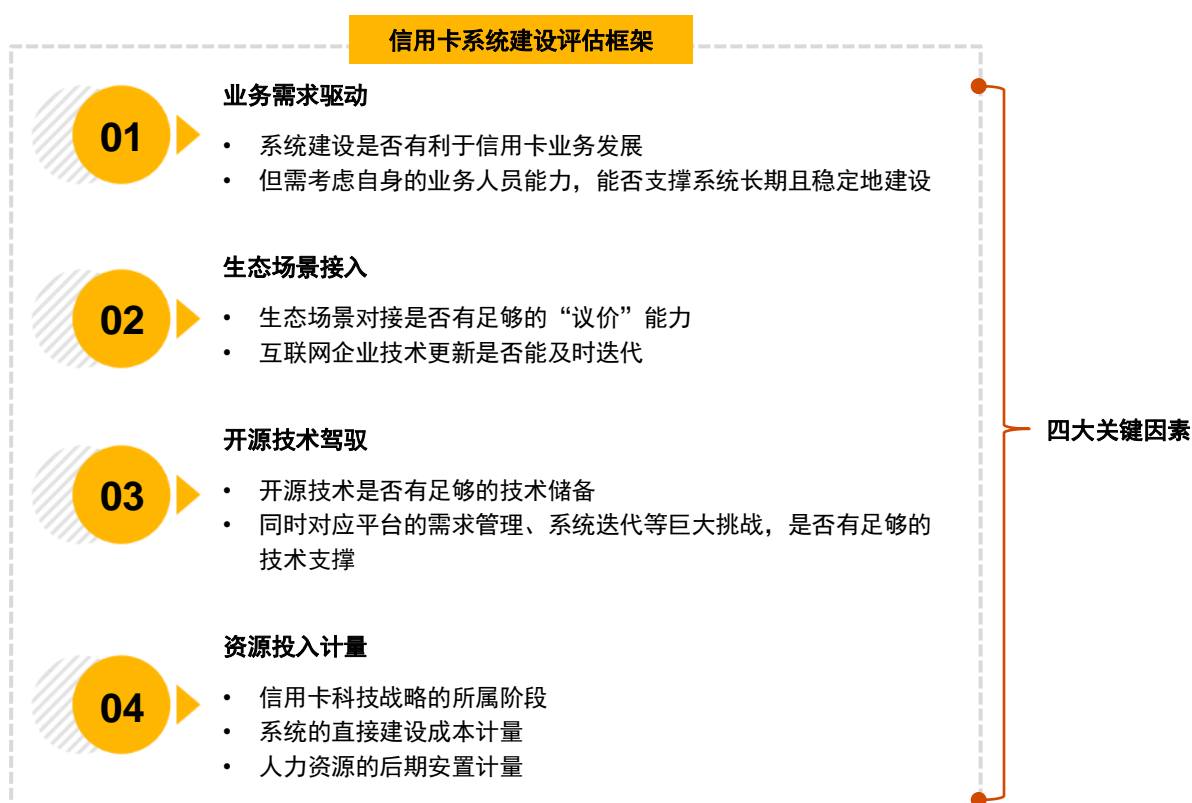 信用卡系统建设评估框架
01
业务需求驱动
• 系统建设是否有利于信用卡业务发展
• 但需考虑自身的业务人员能力，能否支撑系统长期且稳定地建设
02
生态场景接入
• 生态场景对接是否有足够的“议价”能力
• 互联网企业技术更新是否能及时迭代
03
开源技术驾驭
• 开源技术是否有足够的技术储备
• 同时对应平台的需求管理、系统迭代等巨大挑战，是否有足够的
技术支撑
04
资源投入计量
• 信用卡科技战略的所属阶段
• 系统的直接建设成本计量
• 人力资源的后期安置计量
四大关键因素